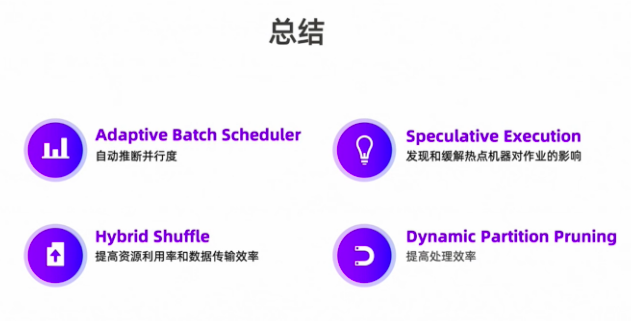 总结
Adaptive Batch Scheduler
自动推断并行度
Speculative Execution
发现和缓解热点机器对作业的影响
Hybrid Shuffle
提高资源利用率和数据传输效率
Dynamic Partition Pruning
提高处理效率